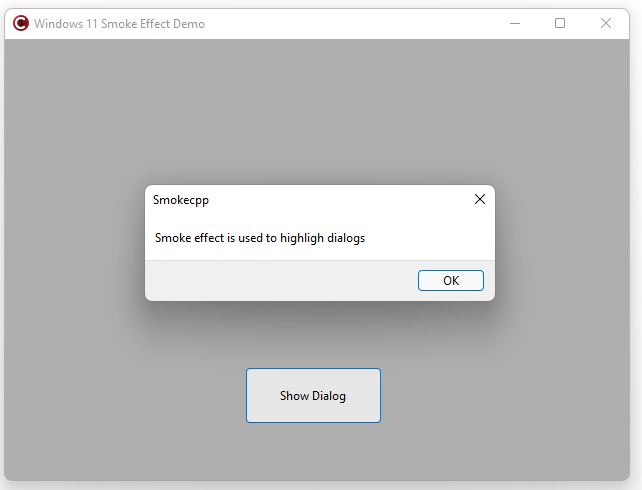 Windows 11 Smoke Effect Demo
Smokecpp
Smoke effect is used to highligh dialogs
OK
Show Dialog